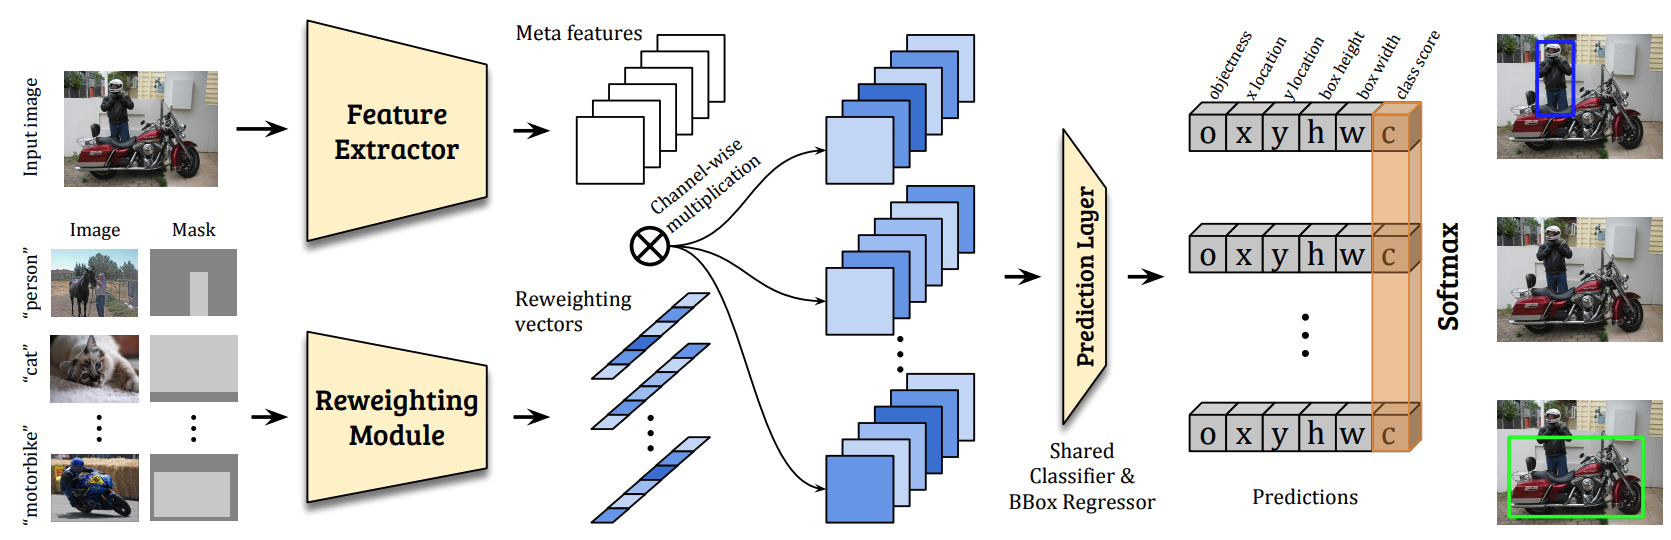 Input image
Feature
Extractor
Meta features
Channel-wise
multiplication
Image
Mask
“person”
“cat”
“motorbike”
Reweighting
Module
Reweighting
vectors
Prediction Layer
Shared
Classifier &
BBox Regressor
objectness
x location
y location
box height
box width
class score
o x y h w c
o x y h w c
o x y h w c
Predictions
Softmax